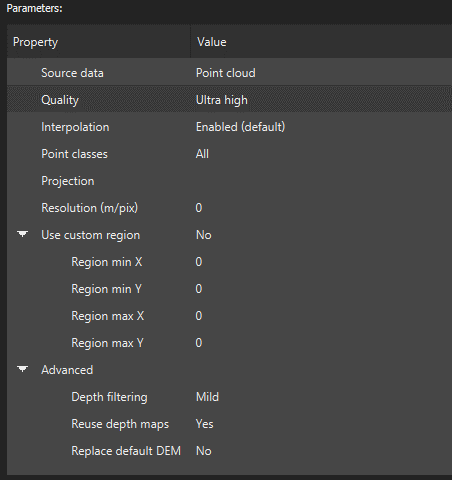 Parameters:
Property Value
Source data Point cloud
Quality Ultra high
Interpolation Enabled (default)
Point classes All
Projection
Resolution (m/pix) 0
Use custom region No
Region min X 0
Region min Y 0
Region max X 0
Region max Y 0
Advanced
Depth filtering Mild
Reuse depth maps Yes
Replace default DEM No